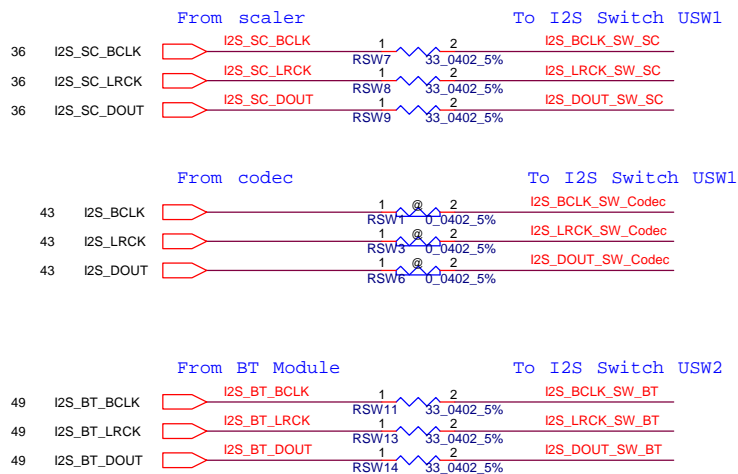 From scaler To I2S Switch USW1
36 I2S_SC_BCLK I2S_SC_BCLK 1 2 I2S_BCLK_SW_SC
RSW7 33_0402_5%
36 I2S_SC_LRCK I2S_SC_LRCK 1 2 I2S_LRCK_SW_SC
RSW8 33_0402_5%
36 I2S_SC_DOUT I2S_SC_DOUT 1 2 I2S_DOUT_SW_SC
RSW9 33_0402_5%
From codec To I2S Switch USW1
43 I2S_BCLK 1 @ 2 I2S_BCLK_SW_Codec
RSW1 0_0402_5%
43 I2S_LRCK 1 @ 2 I2S_LRCK_SW_Codec
RSW3 0_0402_5%
43 I2S_DOUT 1 @ 2 I2S_DOUT_SW_Codec
RSW6 0_0402_5%
From BT Module To I2S Switch USW2
49 I2S_BT_BCLK I2S_BT_BCLK 1 2 I2S_BCLK_SW_BT
RSW11 33_0402_5%
49 I2S_BT_LRCK I2S_BT_LRCK 1 2 I2S_LRCK_SW_BT
RSW13 33_0402_5%
49 I2S_BT_DOUT I2S_BT_DOUT 1 2 I2S_DOUT_SW_BT
RSW14 33_0402_5%